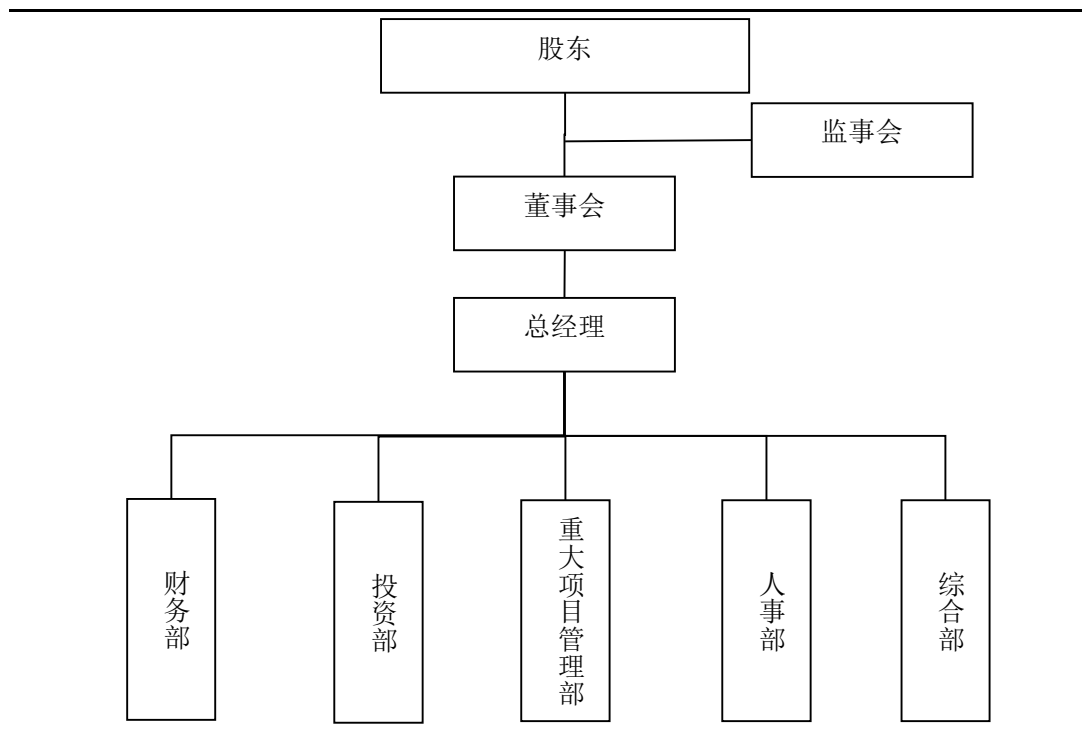 股东
监事会
董事会
总经理
财务部
投资部
重大项目管理部
人事部
综合部